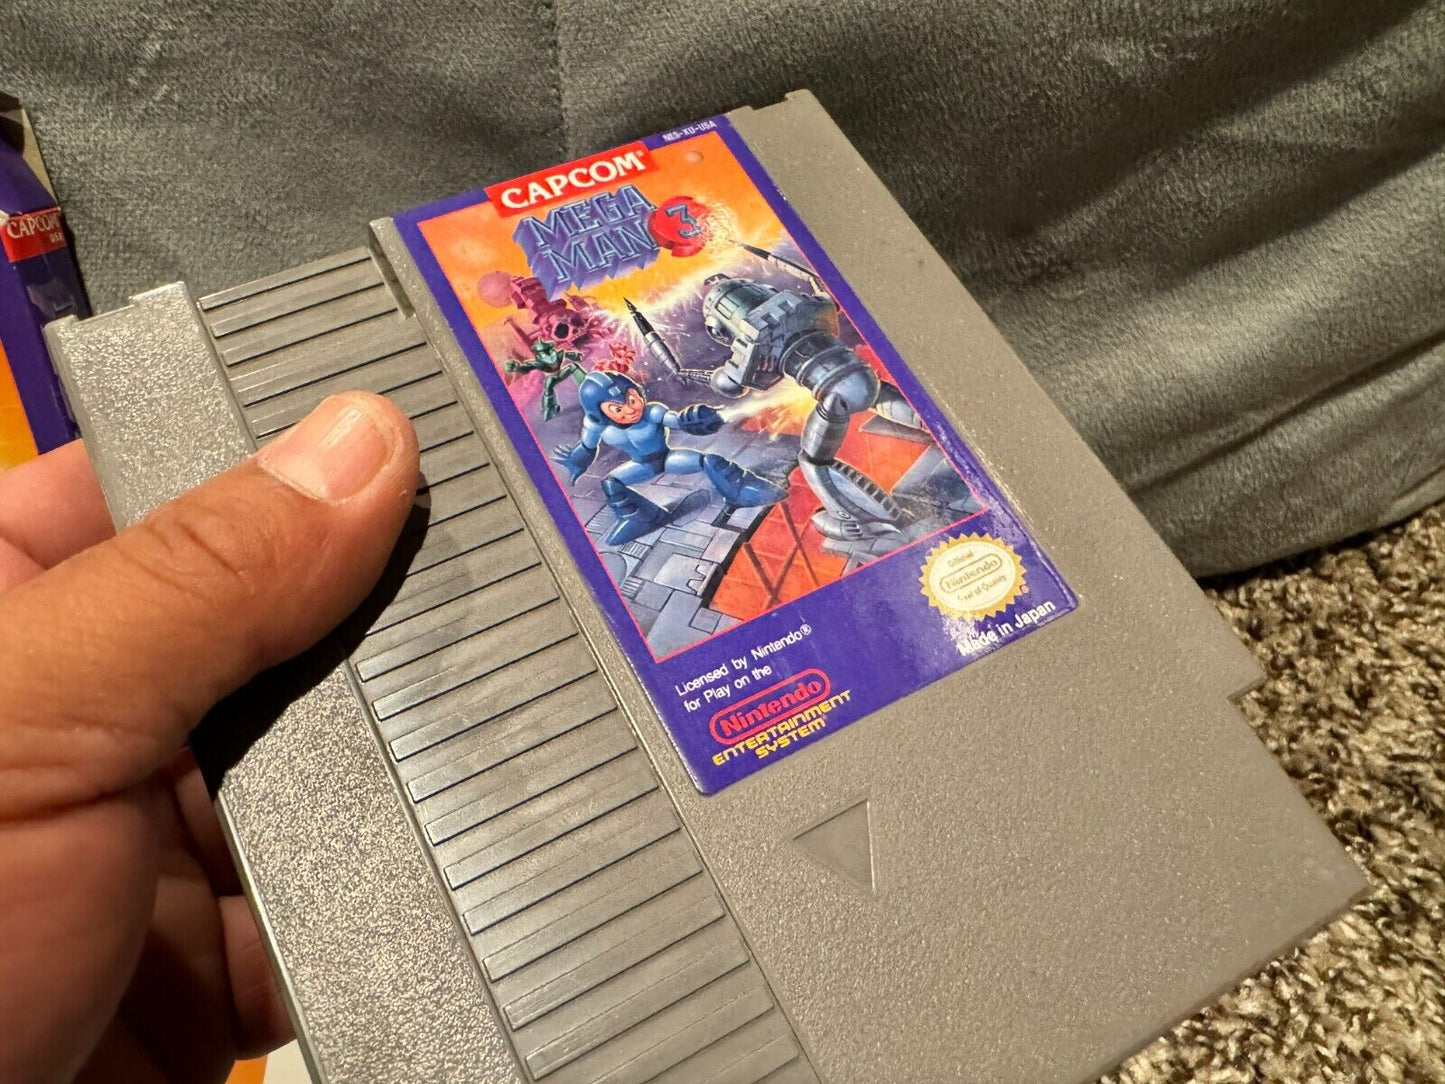 NES-XU-USA
CAPCOM®
MEGA
MAN 3
CAPCOM
USA
Official
Nintendo
Seal of Quality
®
Made in Japan
Licensed by Nintendo®
for Play on the
Nintendo
ENTERTAINMENT
SYSTEM®